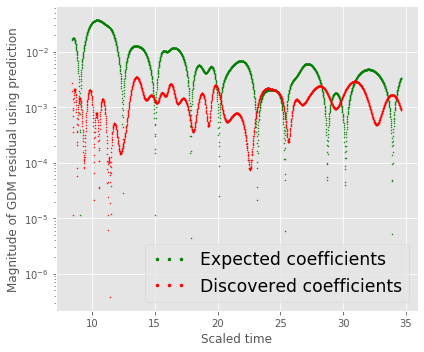 Magnitude of GDM residual using prediction
10⁻²
10⁻³
10⁻⁴
10⁻⁵
10⁻⁶
Expected coefficients
Discovered coefficients
10 15 20 25 30 35
Scaled time